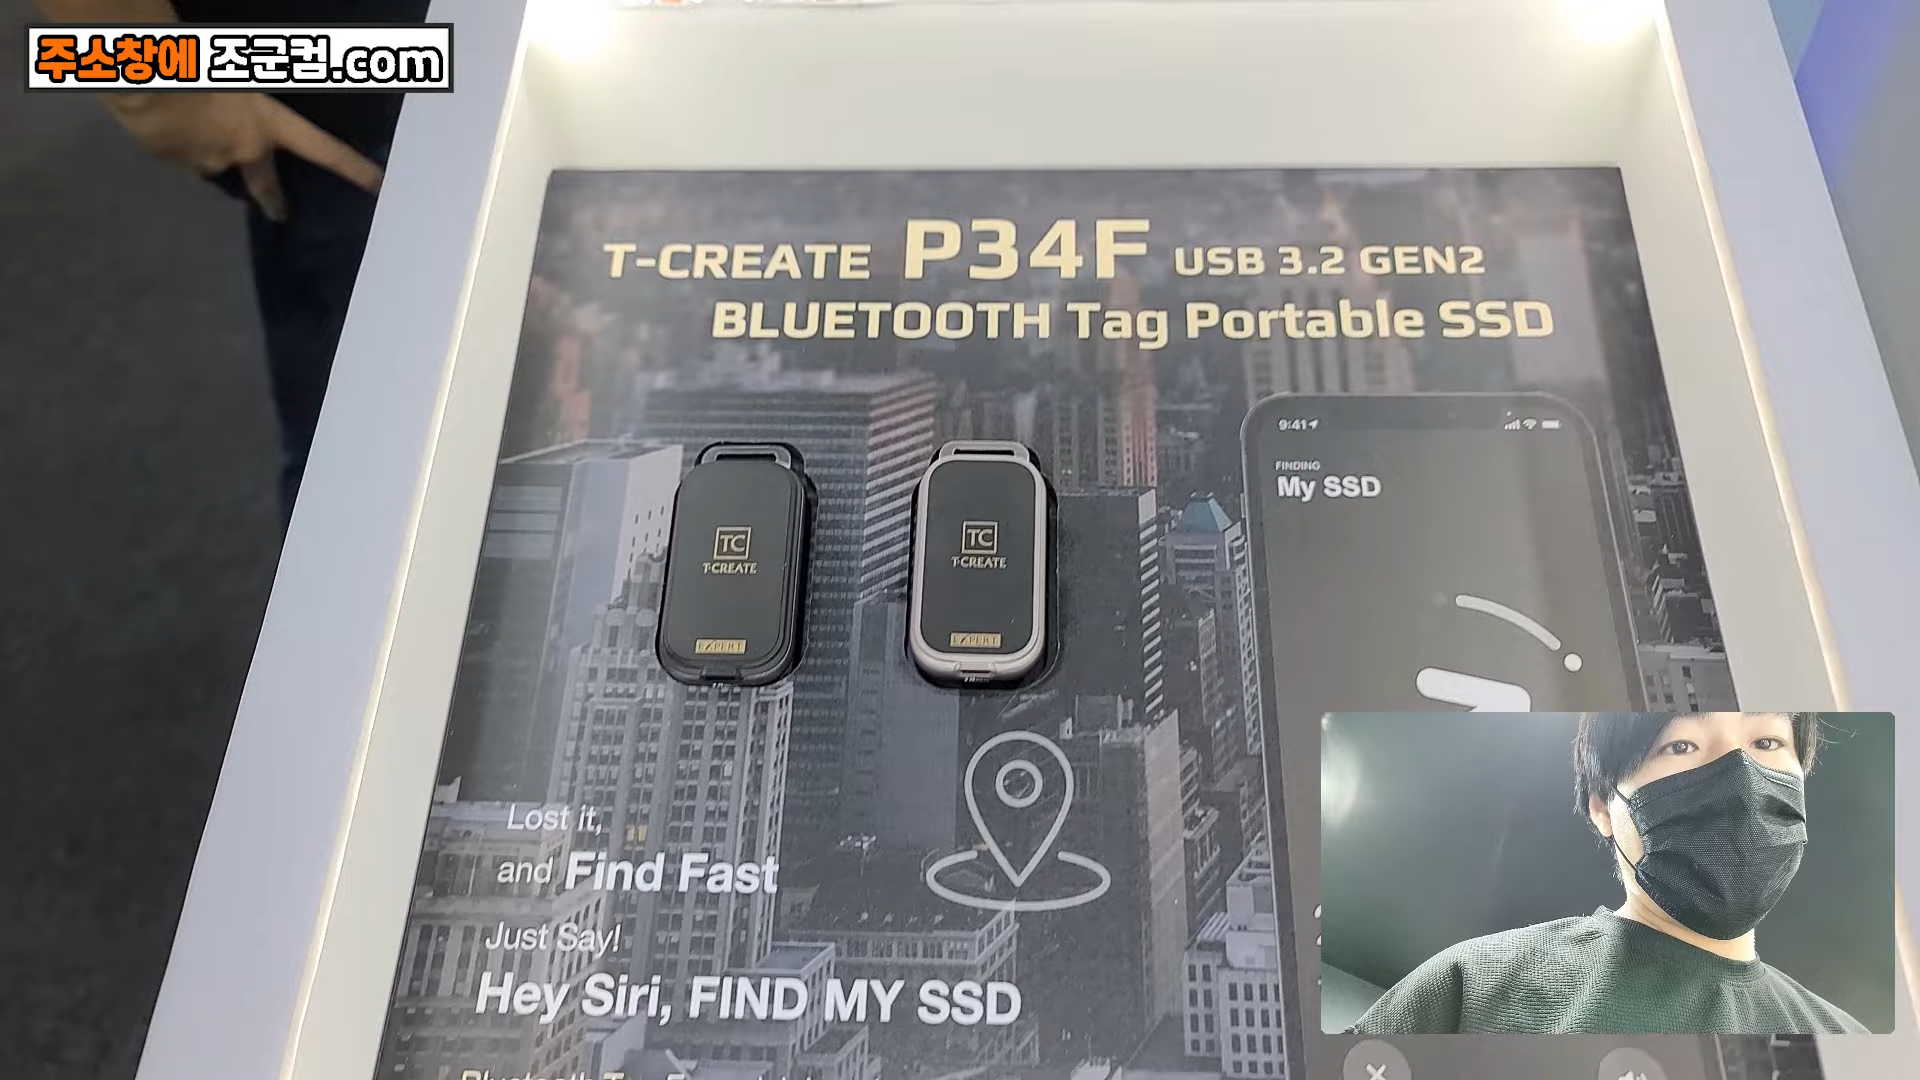 주소창에 조군컴.com
T-CREATE P34F USB 3.2 GEN2
BLUETOOTH Tag Portable SSD
9:41
FINDING
My SSD
TC
T-CREATE
EXPERT
TC
T-CREATE
EXPERT
Lost it,
and Find Fast
Just Say!
Hey Siri, FIND MY SSD